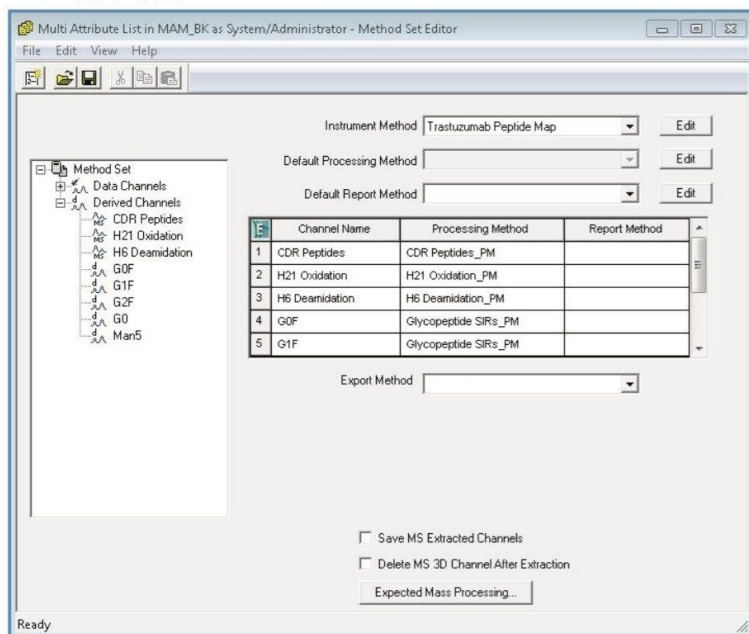 Multi Attribute List in MAM_BK as System/Administrator - Method Set Editor
File Edit View Help
Instrument Method Trastuzumab Peptide Map Edit
Default Processing Method Edit
Default Report Method Edit
Method Set
Data Channels
Derived Channels
MS CDR Peptides
MS H21 Oxidation
MS H6 Deamidation
d G0F
d G1F
d G2F
d G0
d Man5
Channel Name Processing Method Report Method
1 CDR Peptides CDR Peptides_PM
2 H21 Oxidation H21 Oxidation_PM
3 H6 Deamidation H6 Deamidation_PM
4 G0F Glycopeptide SIRs_PM
5 G1F Glycopeptide SIRs_PM
Export Method
Save MS Extracted Channels
Delete MS 3D Channel After Extraction
Expected Mass Processing...
Ready